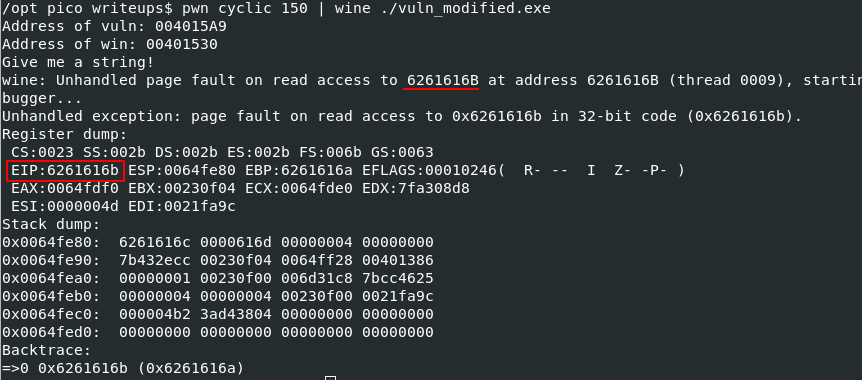 /opt pico writeups$ pwn cyclic 150 | wine ./vuln_modified.exe
Address of vuln: 004015A9
Address of win: 00401530
Give me a string!
wine: Unhandled page fault on read access to 6261616B at address 6261616B (thread 0009), startin
bugger...
Unhandled exception: page fault on read access to 0x6261616b in 32-bit code (0x6261616b).
Register dump:
 CS:0023 SS:002b DS:002b ES:002b FS:006b GS:0063
 EIP:6261616b ESP:0064fe80 EBP:6261616a EFLAGS:00010246(  R- --  I  Z- -P- )
 EAX:0064fdf0 EBX:00230f04 ECX:0064fde0 EDX:7fa308d8
 ESI:0000004d EDI:0021fa9c
Stack dump:
0x0064fe80:  6261616c 0000616d 00000004 00000000
0x0064fe90:  7b432ecc 00230f04 0064ff28 00401386
0x0064fea0:  00000001 00230f00 006d31c8 7bcc4625
0x0064feb0:  00000004 00000004 00230f00 0021fa9c
0x0064fec0:  000004b2 3ad43804 00000000 00000000
0x0064fed0:  00000000 00000000 00000000 00000000
Backtrace:
=>0 0x6261616b (0x6261616a)